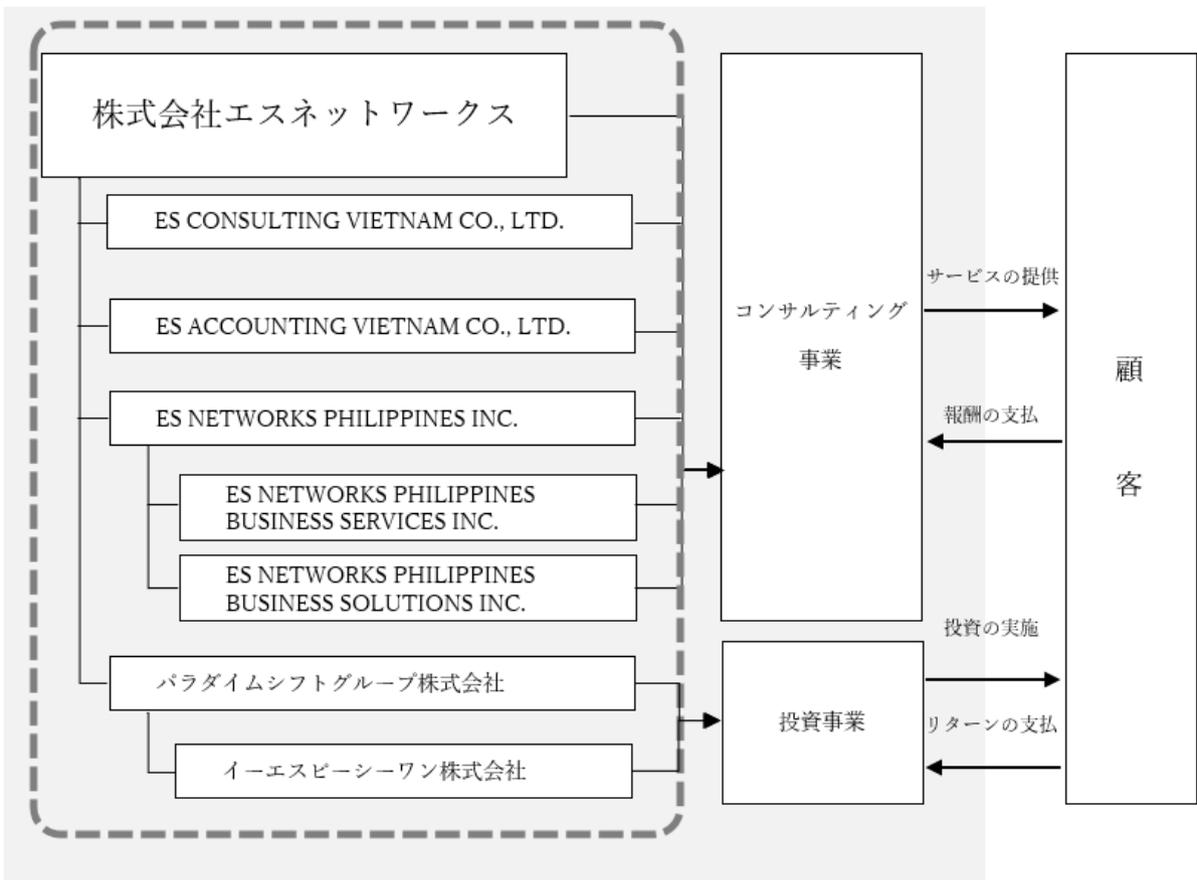 株式会社エスネットワークス
ES CONSULTING VIETNAM CO., LTD.
ES ACCOUNTING VIETNAM CO., LTD.
ES NETWORKS PHILIPPINES INC.
ES NETWORKS PHILIPPINES
BUSINESS SERVICES INC.
ES NETWORKS PHILIPPINES
BUSINESS SOLUTIONS INC.
パラダイムシフトグループ株式会社
イーエスピーシーワン株式会社
コンサルティング
事業
投資事業
サービスの提供
報酬の支払
投資の実施
リターンの支払
顧
客